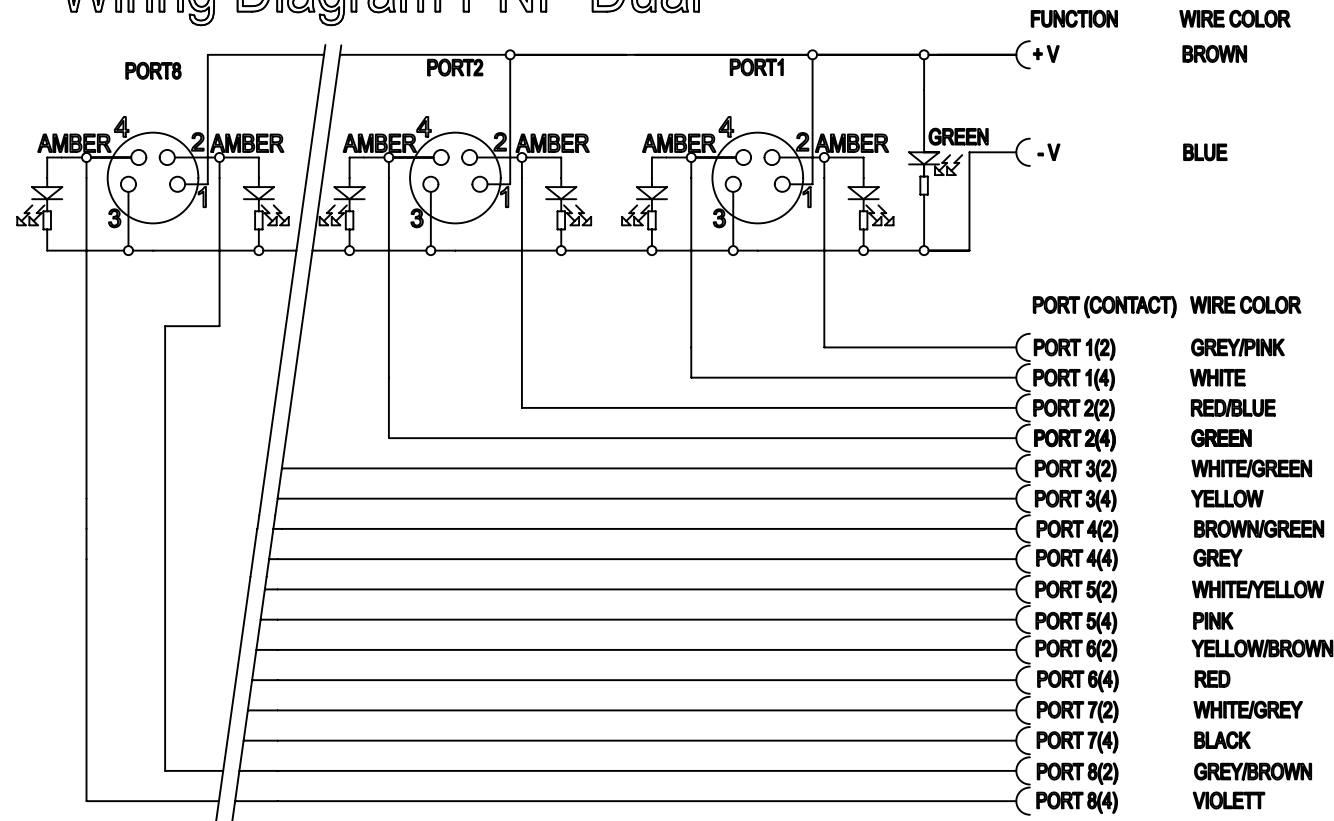 Wiring Diagram PNP Dual
FUNCTION WIRE COLOR
+ V BROWN
- V BLUE
PORT8 PORT2 PORT1
AMBER 4 2 AMBER AMBER 4 2 AMBER AMBER 4 2 AMBER GREEN
3 1 3 1 3 1
PORT (CONTACT) WIRE COLOR
PORT 1(2) GREY/PINK
PORT 1(4) WHITE
PORT 2(2) RED/BLUE
PORT 2(4) GREEN
PORT 3(2) WHITE/GREEN
PORT 3(4) YELLOW
PORT 4(2) BROWN/GREEN
PORT 4(4) GREY
PORT 5(2) WHITE/YELLOW
PORT 5(4) PINK
PORT 6(2) YELLOW/BROWN
PORT 6(4) RED
PORT 7(2) WHITE/GREY
PORT 7(4) BLACK
PORT 8(2) GREY/BROWN
PORT 8(4) VIOLETT